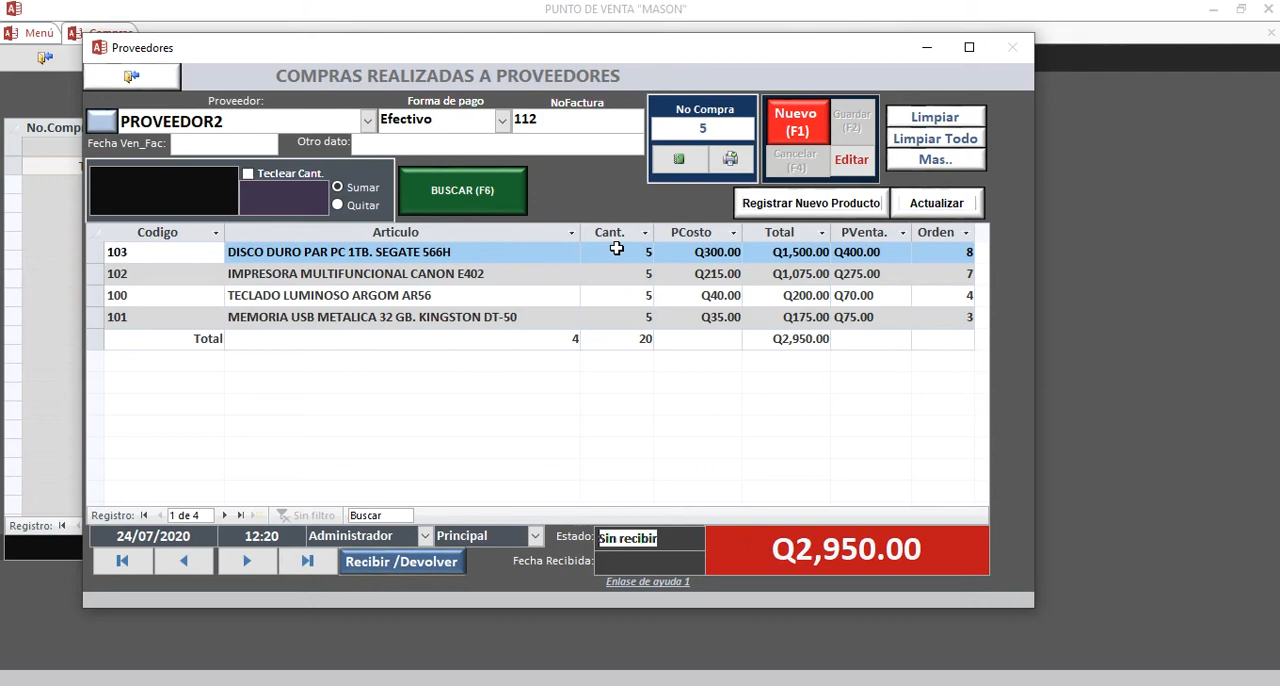 PUNTO DE VENTA "MASON"
Menú
Proveedores
COMPRAS REALIZADAS A PROVEEDORES
Proveedor: Forma de pago NoFactura
PROVEEDOR2 Efectivo 112
Fecha Ven_Fac: Otro dato:
No Compra
5
Nuevo (F1) Guardar (F2)
Cancelar (F4) Editar
Limpiar
Limpiar Todo
Mas..
Teclear Cant.
Sumar
Quitar
BUSCAR (F6)
Registrar Nuevo Producto Actualizar
No.Comp
Codigo Articulo Cant. PCosto Total PVenta. Orden
103 DISCO DURO PAR PC 1TB. SEGATE 566H 5 Q300.00 Q1,500.00 Q400.00 8
102 IMPRESORA MULTIFUNCIONAL CANON E402 5 Q215.00 Q1,075.00 Q275.00 7
100 TECLADO LUMINOSO ARGOM AR56 5 Q40.00 Q200.00 Q70.00 4
101 MEMORIA USB METALICA 32 GB. KINGSTON DT-50 5 Q35.00 Q175.00 Q75.00 3
Total 4 20 Q2,950.00
Registro: 1 de 4 Sin filtro Buscar
Registro:
24/07/2020 12:20 Administrador Principal Estado: Sin recibir
Q2,950.00
Recibir /Devolver Fecha Recibida:
Enlase de ayuda 1